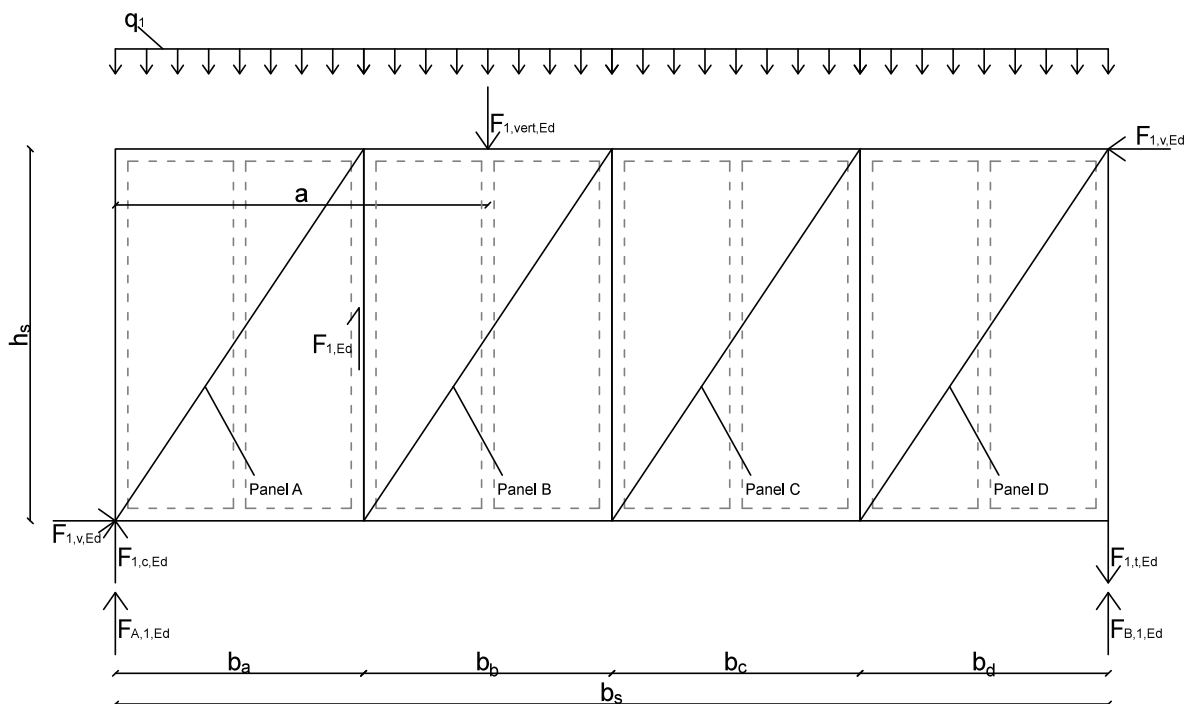 q1
F1,vert,Ed
F1,v,Ed
a
hs
F1,Ed
Panel A
Panel B
Panel C
Panel D
F1,v,Ed
F1,c,Ed
F1,t,Ed
FA,1,Ed
FB,1,Ed
ba
bb
bc
bd
bs